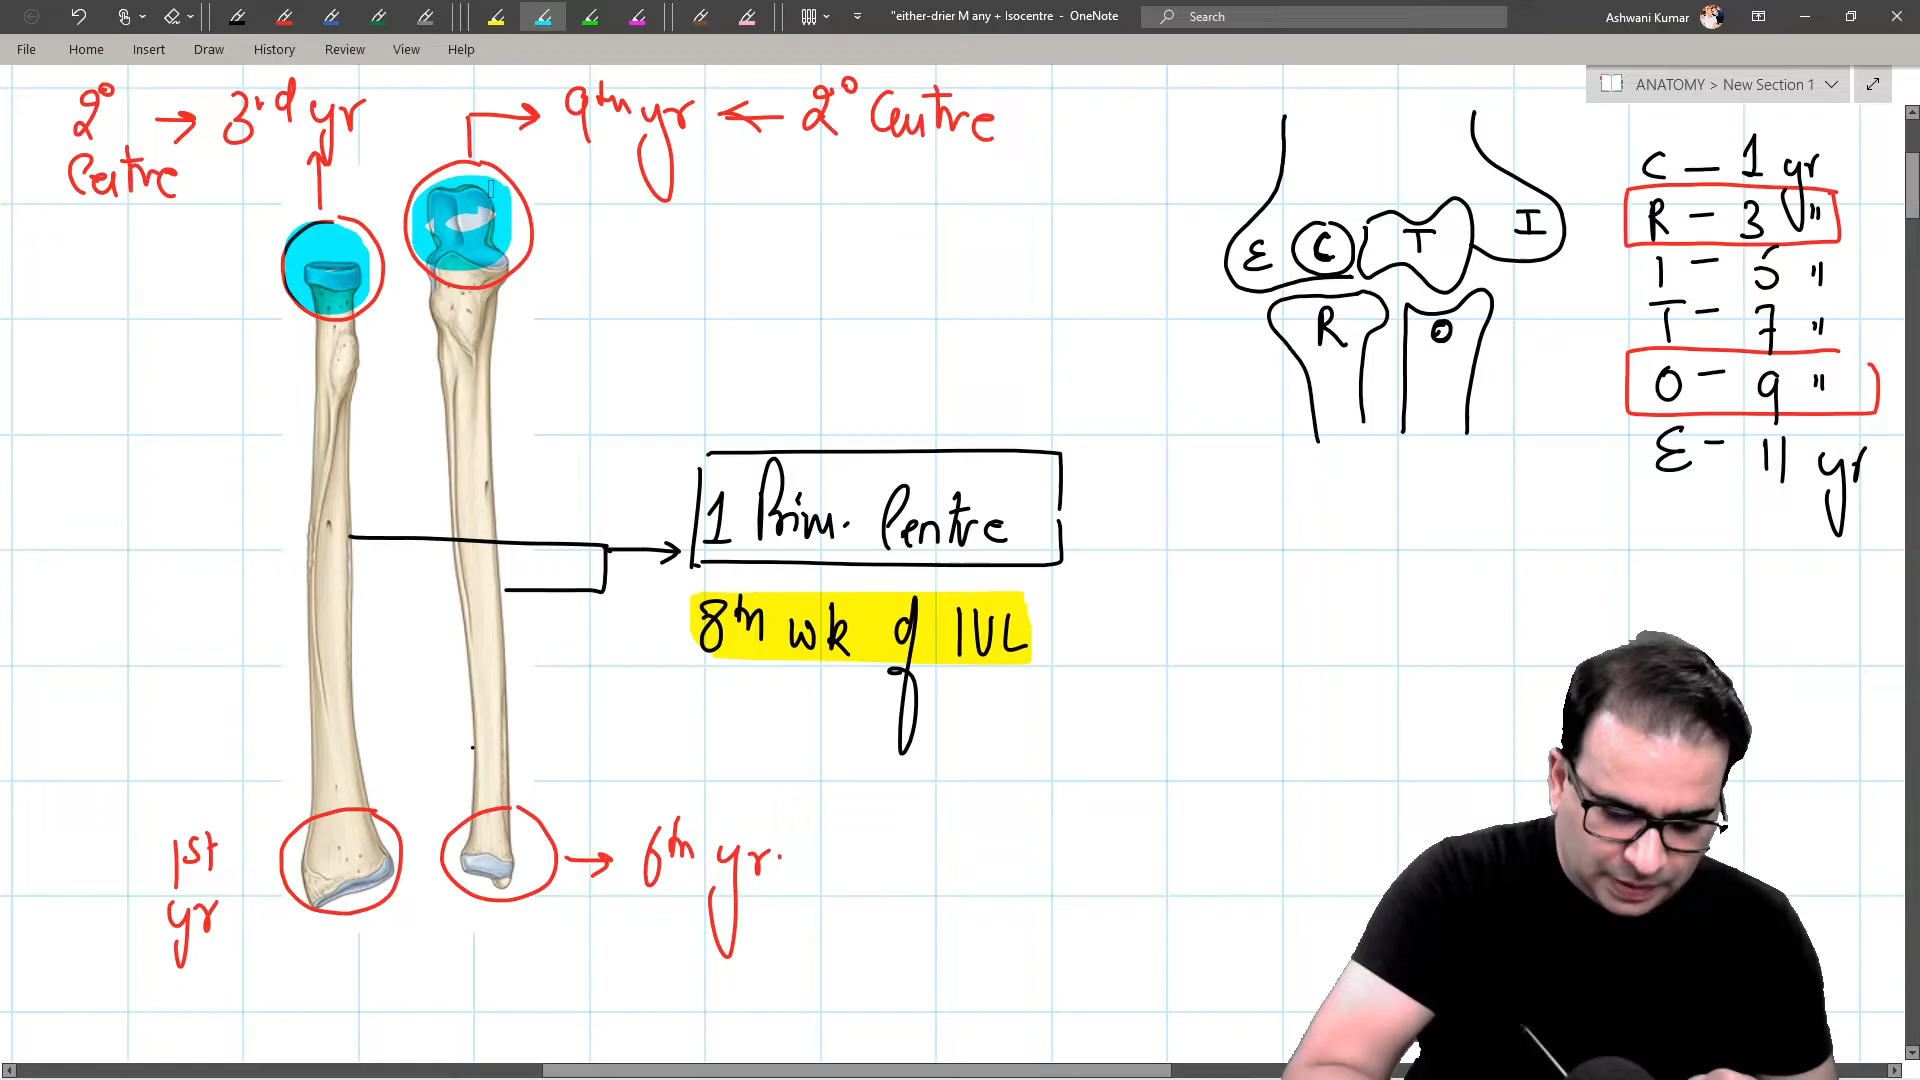 "either-drier M any + Isocentre - OneNote
Search
Ashwani Kumar
File Home Insert Draw History Review View Help
ANATOMY > New Section 1
2° Centre → 3rd yr
→ 9th yr ← 2° Centre
1 Prim. Centre
8th wk of IUL
1st yr
→ 6th yr.
E C T I
R O
C — 1 yr
R — 3 "
I — 5 "
T — 7 "
O — 9 "
E — 11 yr